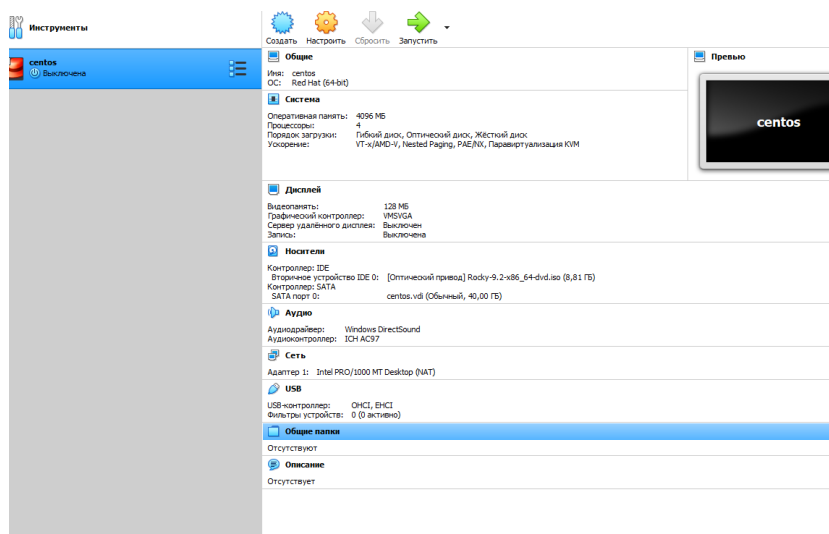 Инструменты
Создать Настроить Сбросить Запустить
centos
Выключена
Общие
Имя: centos
ОС: Red Hat (64-bit)
Превью
centos
Система
Оперативная память: 4096 МБ
Процессоры: 4
Порядок загрузки: Гибкий диск, Оптический диск, Жёсткий диск
Ускорение: VT-x/AMD-V, Nested Paging, PAE/NX, Паравиртуализация KVM
Дисплей
Видеопамять: 128 МБ
Графический контроллер: VMSVGA
Сервер удалённого дисплея: Выключен
Запись: Выключена
Носители
Контроллер: IDE
Вторичное устройство IDE 0: [Оптический привод] Rocky-9.2-x86_64-dvd.iso (8,81 ГБ)
Контроллер: SATA
SATA порт 0: centos.vdi (Обычный, 40,00 ГБ)
Аудио
Аудиодрайвер: Windows DirectSound
Аудиоконтроллер: ICH AC97
Сеть
Адаптер 1: Intel PRO/1000 MT Desktop (NAT)
USB
USB-контроллер: OHCI, EHCI
Фильтры устройств: 0 (0 активно)
Общие папки
Отсутствуют
Описание
Отсутствует